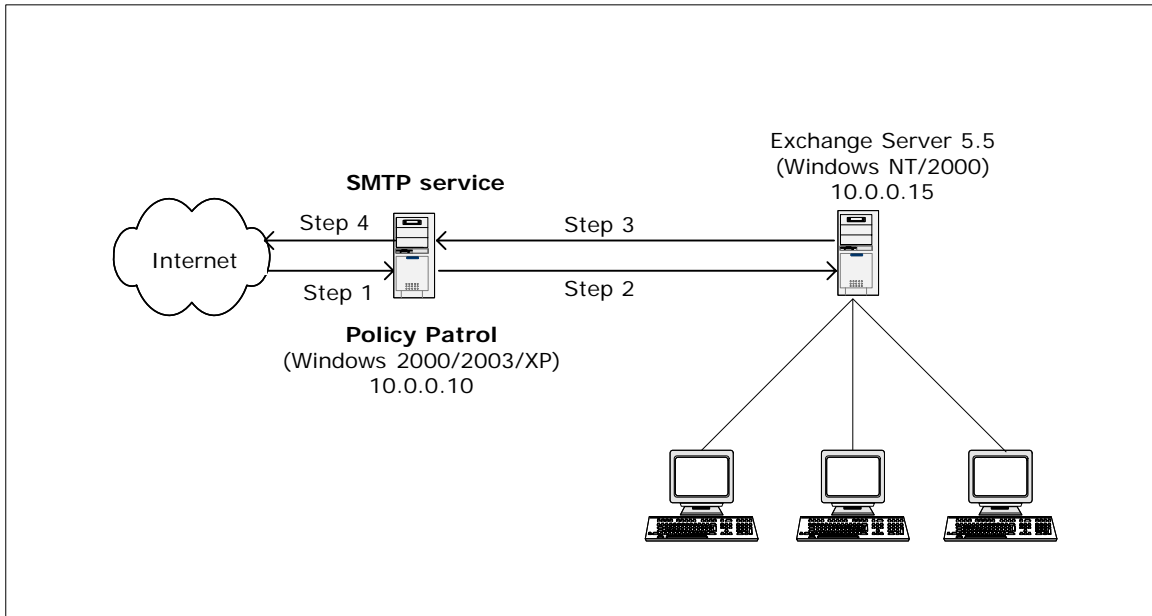 Exchange Server 5.5
(Windows NT/2000)
10.0.0.15
SMTP service
Step 4
Step 3
Internet
Step 1
Step 2
Policy Patrol
(Windows 2000/2003/XP)
10.0.0.10